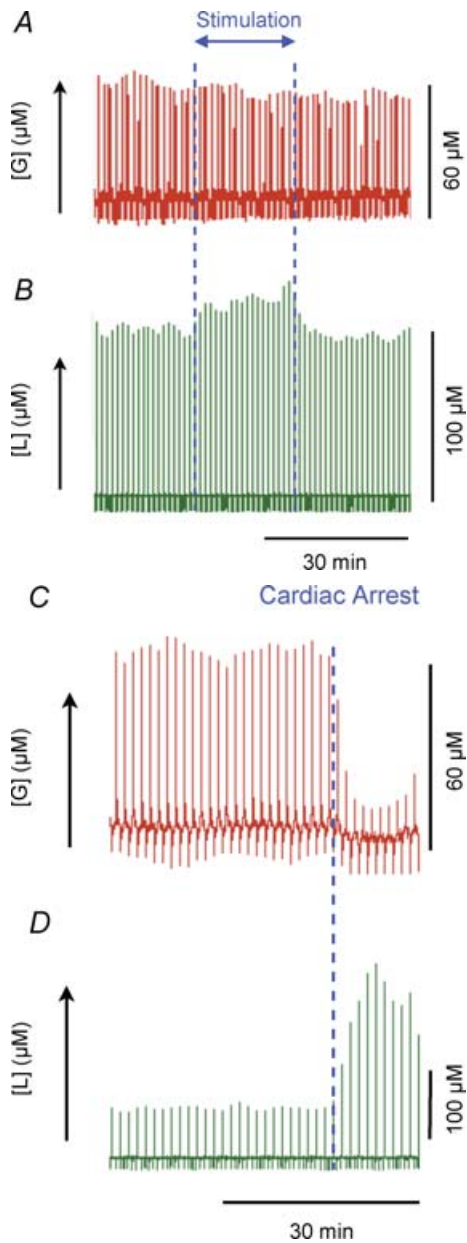 A
Stimulation
[G] (μM)
60 μM
B
[L] (μM)
100 μM
30 min
C
Cardiac Arrest
[G] (μM)
60 μM
D
[L] (μM)
100 μM
30 min